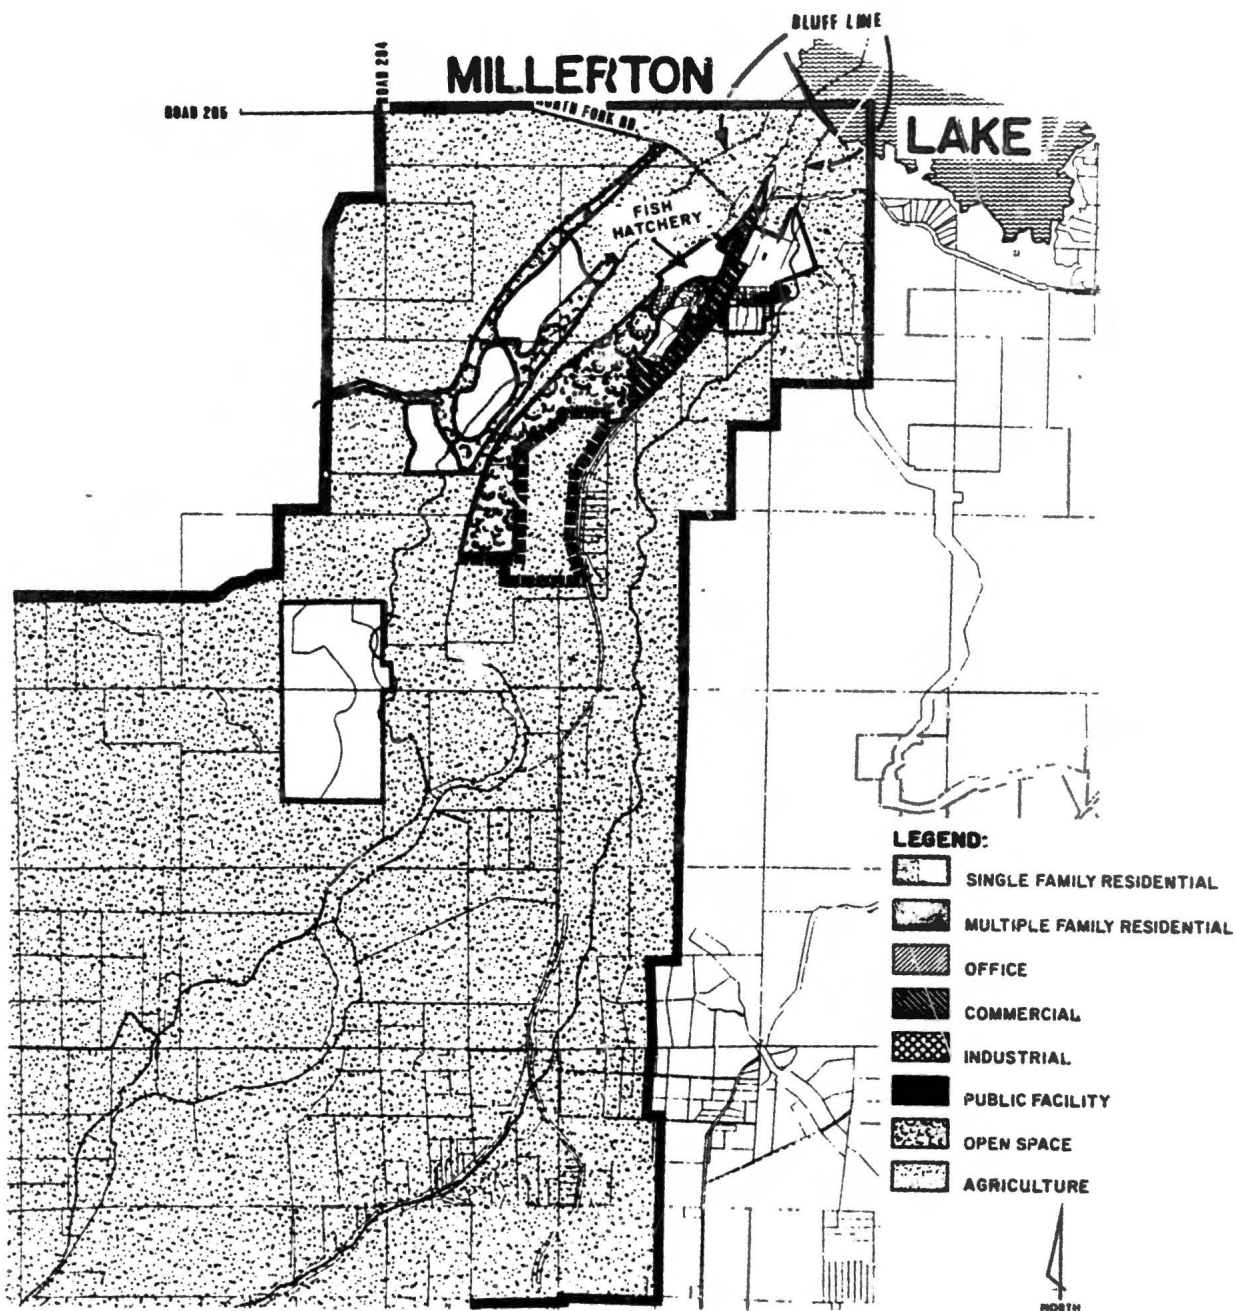 BLUFF LINE
ROAD 204
MILLERTON
ROAD 205
NORTH FORK RD.
LAKE
FISH
HATCHERY
LEGEND:
SINGLE FAMILY RESIDENTIAL
MULTIPLE FAMILY RESIDENTIAL
OFFICE
COMMERCIAL
INDUSTRIAL
PUBLIC FACILITY
OPEN SPACE
AGRICULTURE
NORTH